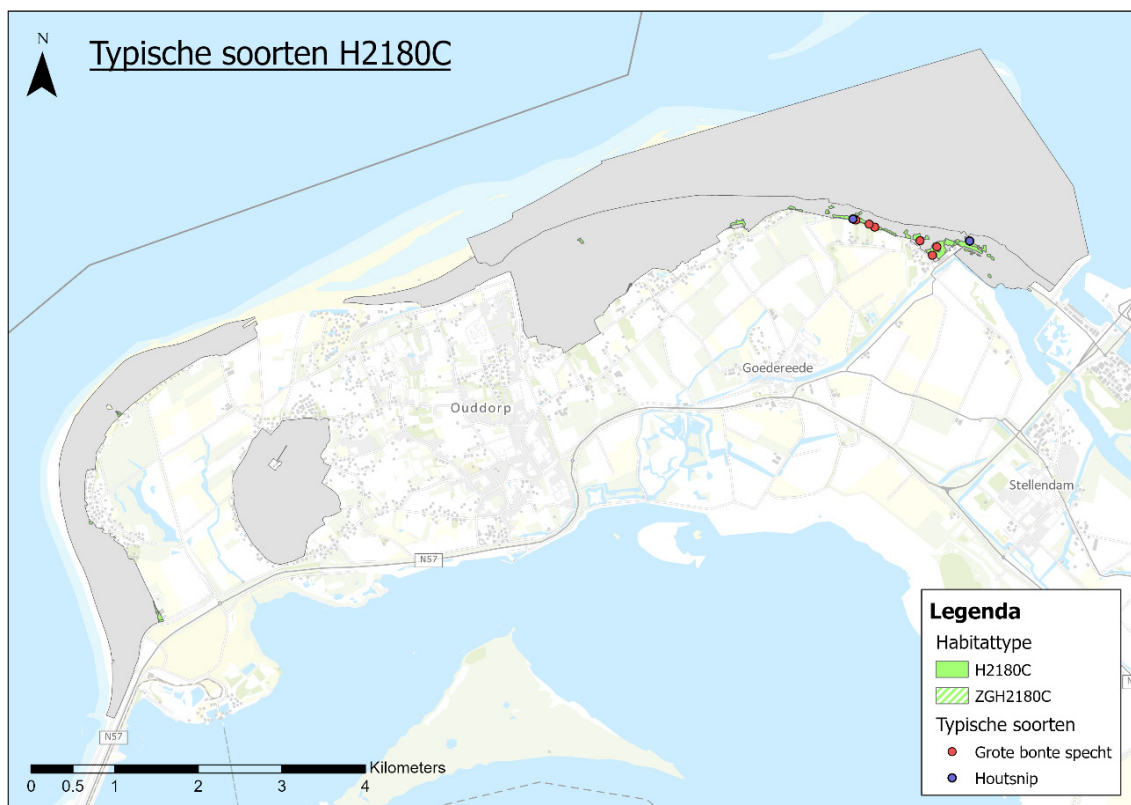 N
Typische soorten H2180C
Goedereede
Ouddorp
Stellendam
N57
N57
Legenda
Habitattype
H2180C
ZGH2180C
Typische soorten
Grote bonte specht
Houtsnip
Kilometers
0 0.5 1 2 3 4
N